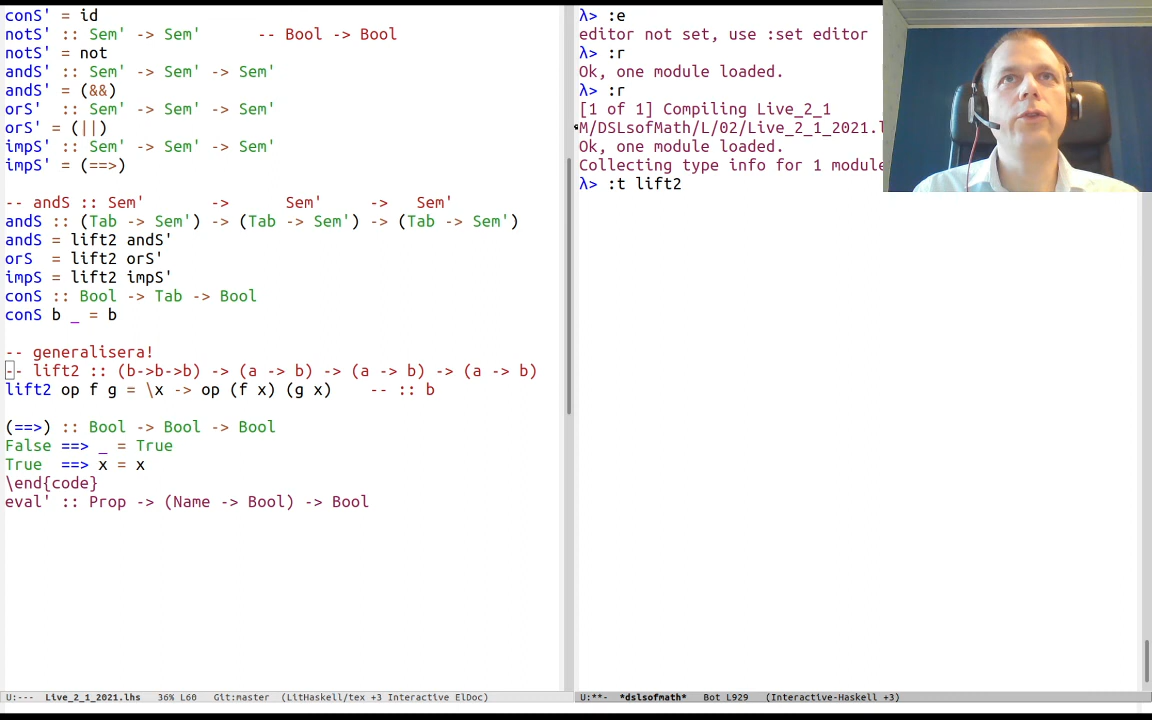 conS' = id
notS' :: Sem' -> Sem'      -- Bool -> Bool
notS' = not
andS' :: Sem' -> Sem' -> Sem'
andS' = (&&)
orS'  :: Sem' -> Sem' -> Sem'
orS' = (||)
impS' :: Sem' -> Sem' -> Sem'
impS' = (==>)
-- andS :: Sem'        ->      Sem'     ->   Sem'
andS :: (Tab -> Sem') -> (Tab -> Sem') -> (Tab -> Sem')
andS = lift2 andS'
orS  = lift2 orS'
impS = lift2 impS'
conS :: Bool -> Tab -> Bool
conS b _ = b
-- generalisera!
-- lift2 :: (b->b->b) -> (a -> b) -> (a -> b) -> (a -> b)
lift2 op f g = \x -> op (f x) (g x)    -- :: b
(==>) :: Bool -> Bool -> Bool
False ==> _ = True
True  ==> x = x
\end{code}
eval' :: Prop -> (Name -> Bool) -> Bool
U:---  Live_2_1_2021.lhs   36% L60   Git:master  (LitHaskell/tex +3 Interactive ElDoc)
λ> :e
editor not set, use :set editor
λ> :r
Ok, one module loaded.
λ> :r
[1 of 1] Compiling Live_2_1
M/DSLsofMath/L/02/Live_2_1_2021.l
Ok, one module loaded.
Collecting type info for 1 module
λ> :t lift2
U:**-  *dslsofmath*   Bot L929   (Interactive-Haskell +3)